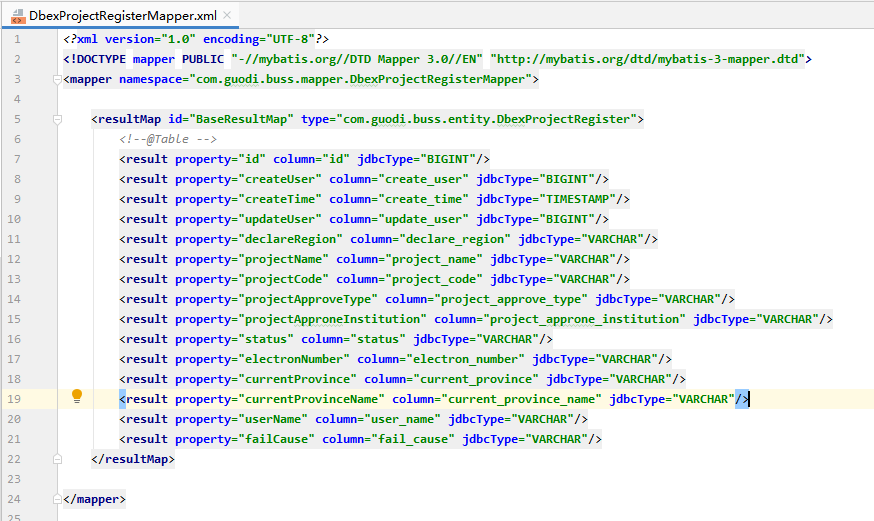 DbexProjectRegisterMapper.xml
1 <?xml version="1.0" encoding="UTF-8"?>
2 <!DOCTYPE mapper PUBLIC "-//mybatis.org//DTD Mapper 3.0//EN" "http://mybatis.org/dtd/mybatis-3-mapper.dtd">
3 <mapper namespace="com.guodi.buss.mapper.DbexProjectRegisterMapper">
4
5 <resultMap id="BaseResultMap" type="com.guodi.buss.entity.DbexProjectRegister">
6 <!--@Table -->
7 <result property="id" column="id" jdbcType="BIGINT"/>
8 <result property="createUser" column="create_user" jdbcType="BIGINT"/>
9 <result property="createTime" column="create_time" jdbcType="TIMESTAMP"/>
10 <result property="updateUser" column="update_user" jdbcType="BIGINT"/>
11 <result property="declareRegion" column="declare_region" jdbcType="VARCHAR"/>
12 <result property="projectName" column="project_name" jdbcType="VARCHAR"/>
13 <result property="projectCode" column="project_code" jdbcType="VARCHAR"/>
14 <result property="projectApproveType" column="project_approve_type" jdbcType="VARCHAR"/>
15 <result property="projectApproneInstitution" column="project_approne_institution" jdbcType="VARCHAR"/>
16 <result property="status" column="status" jdbcType="VARCHAR"/>
17 <result property="electronNumber" column="electron_number" jdbcType="VARCHAR"/>
18 <result property="currentProvince" column="current_province" jdbcType="VARCHAR"/>
19 <result property="currentProvinceName" column="current_province_name" jdbcType="VARCHAR"/>
20 <result property="userName" column="user_name" jdbcType="VARCHAR"/>
21 <result property="failCause" column="fail_cause" jdbcType="VARCHAR"/>
22 </resultMap>
23
24 </mapper>
25